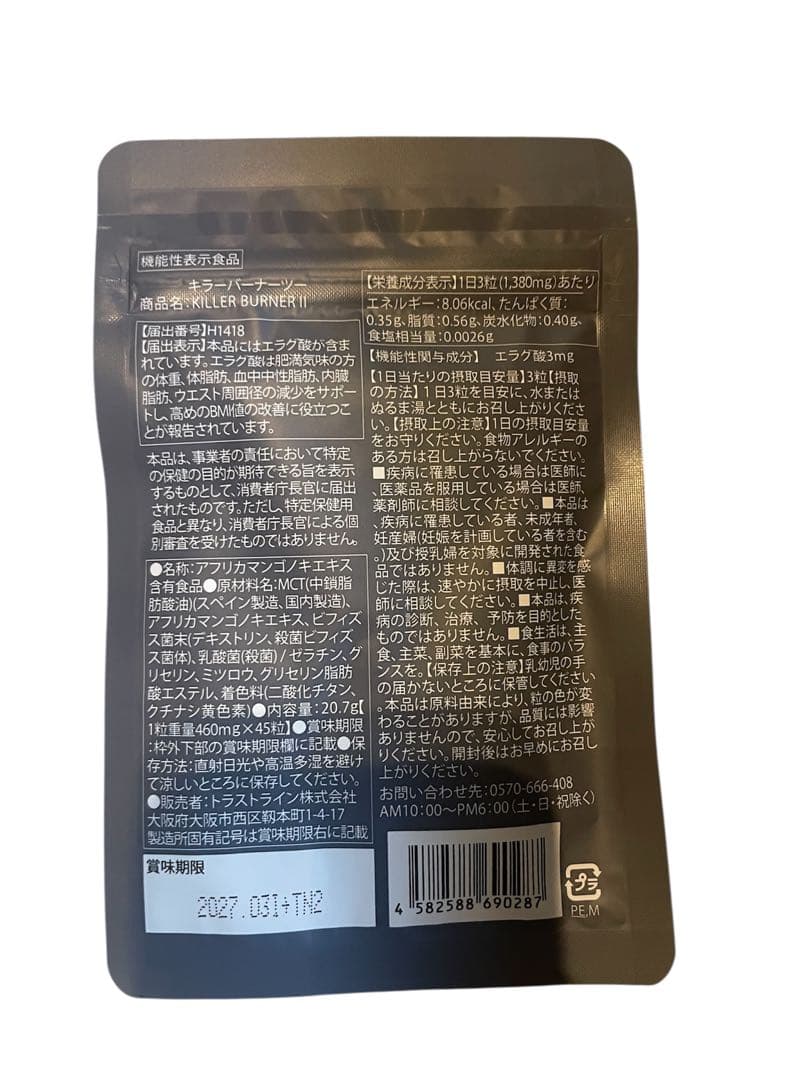 機能性表示食品
キラーバーナーツー
商品名:KILLER BURNERⅡ
【届出番号】H1418
【届出表示】本品にはエラグ酸が含ま
れています。エラグ酸は肥満気味の方
の体重、体脂肪、血中中性脂肪、内臓
脂肪、ウエスト周囲径の減少をサポー
トし、高めのBMI値の改善に役立つこ
とが報告されています。
本品は、事業者の責任において特定
の保健の目的が期待できる旨を表示
するものとして、消費者庁長官に届出
されたものです。ただし、特定保健用
食品と異なり、消費者庁長官による個
別審査を受けたものではありません。
●名称:アフリカマンゴノキエキス
含有食品●原材料名:MCT(中鎖脂
肪酸油)(スペイン製造、国内製造)、
アフリカマンゴノキエキス、ビフィズ
ス菌末(デキストリン、殺菌ビフィズ
ス菌体)、乳酸菌(殺菌) / ゼラチン、グ
リセリン、ミツロウ、グリセリン脂肪
酸エステル、着色料(二酸化チタン、
クチナシ黄色素)●内容量:20.7g【
1粒重量460mg×45粒】●賞味期限
:枠外下部の賞味期限欄に記載●保
存方法:直射日光や高温多湿を避け
て涼しいところに保存してください。
●販売者:トラストライン株式会社
大阪府大阪市西区靱本町1-4-17
製造所固有記号は賞味期限右に記載
賞味期限
2027.031+TN2
【栄養成分表示】1日3粒(1,380mg)あたり
エネルギー:8.06kcal、たんぱく質:
0.35g、脂質:0.56g、炭水化物:0.40g、
食塩相当量:0.0026g
【機能性関与成分】 エラグ酸3mg
【1日当たりの摂取目安量】3粒【摂取
の方法】1日3粒を目安に、水または
ぬるま湯とともにお召し上がりくださ
い。【摂取上の注意】1日の摂取目安量
をお守りください。食物アレルギーの
ある方は召し上がらないでください。
■疾病に罹患している場合は医師に
、医薬品を服用している場合は医師、
薬剤師に相談してください。■本品は
、疾病に罹患している者、未成年者、
妊産婦(妊娠を計画している者を含む
。)及び授乳婦を対象に開発された食
品ではありません。■体調に異変を感
じた際は、速やかに摂取を中止し、医
師に相談してください。■本品は、疾
病の診断、治療、予防を目的とした
ものではありません。■食生活は、主
食、主菜、副菜を基本に、食事のバラ
ンスを。【保存上の注意】乳幼児の手
の届かないところに保管してください
。本品は原料由来により、粒の色が変
わることがありますが、品質には影響
ありませんので、安心してお召し上が
りください。開封後はお早めにお召し
上がりください。
お問い合わせ先:0570-666-408
AM10:00〜PM6:00(土・日・祝除く)
4 582588 690287
プラ
PE,M